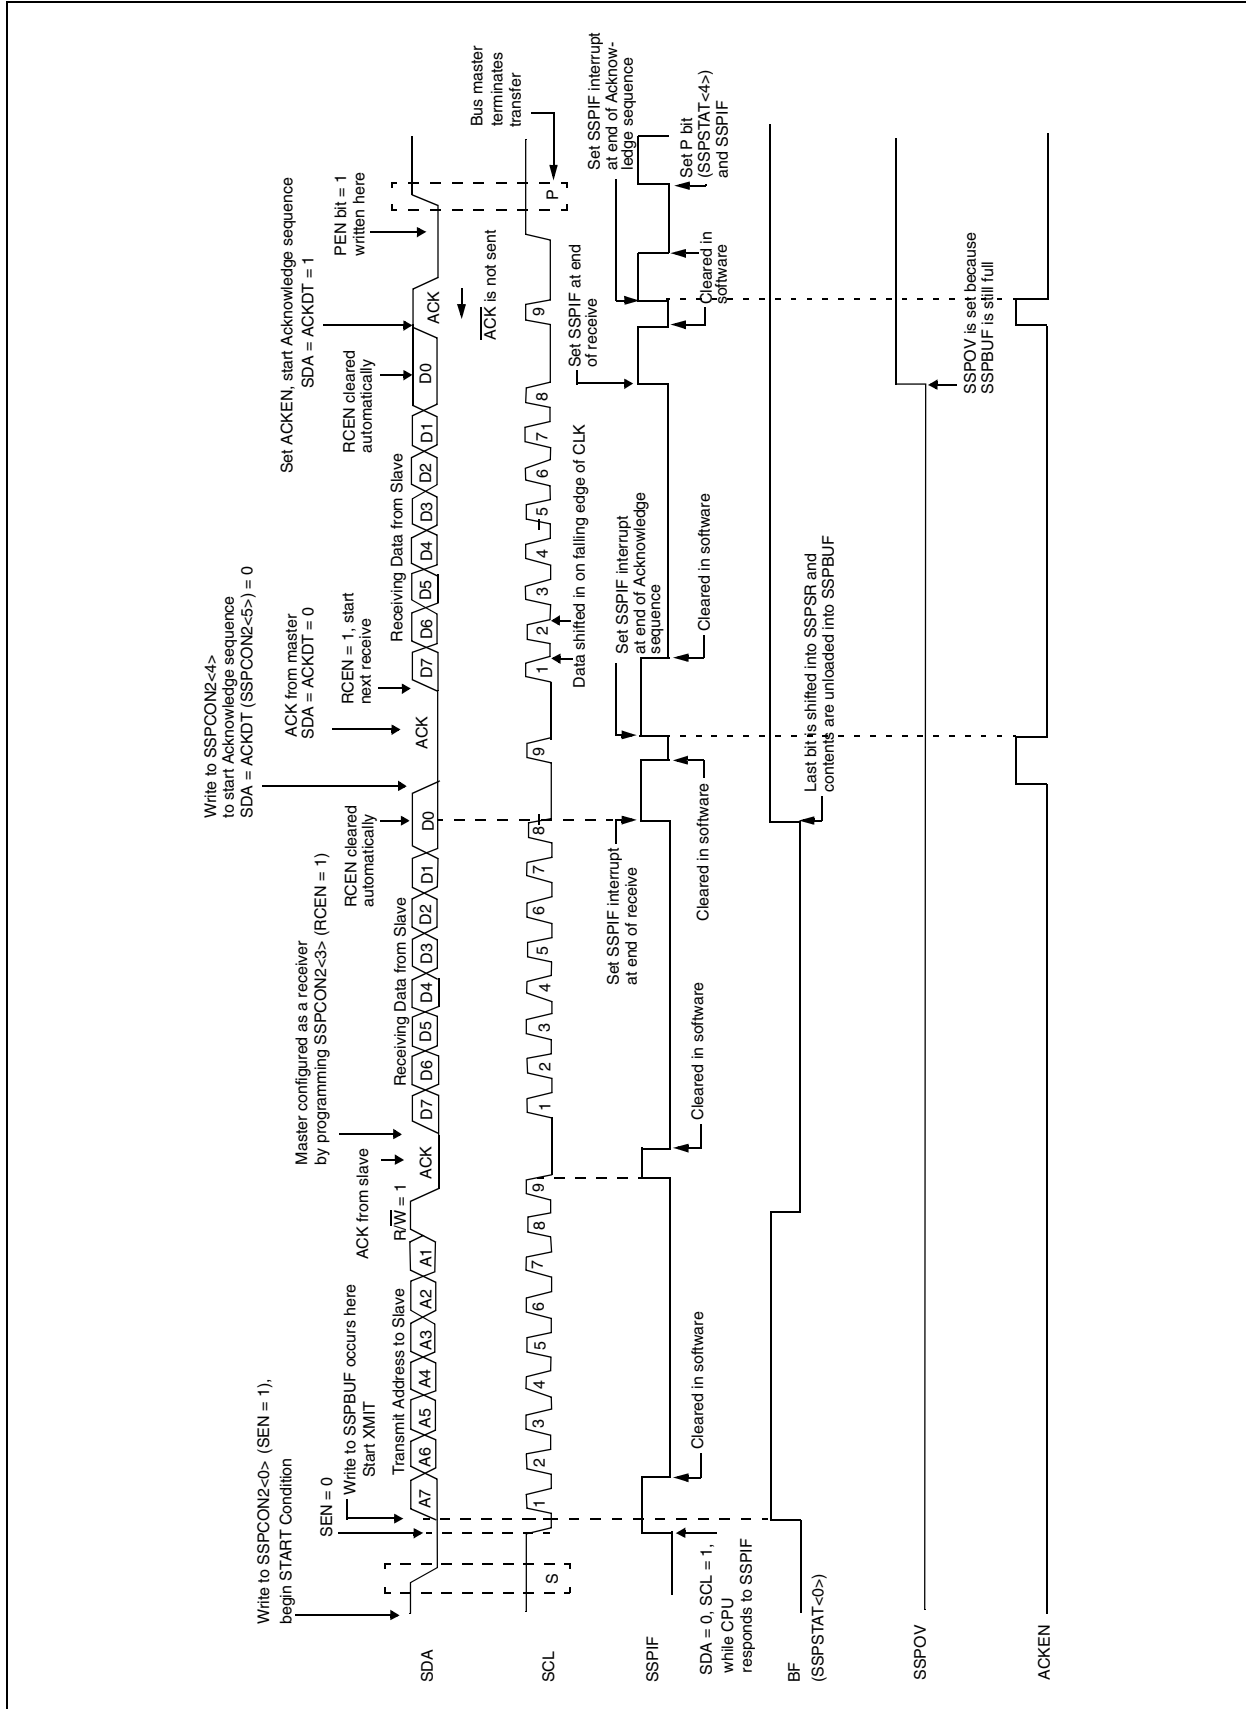 Write to SSPCON2<0> (SEN = 1),
begin START Condition
SEN = 0
Write to SSPBUF occurs here
Start XMIT
Transmit Address to Slave
R/W = 1
ACK from slave
Master configured as a receiver
by programming SSPCON2<3> (RCEN = 1)
Receiving Data from Slave
RCEN cleared
automatically
Write to SSPCON2<4>
to start Acknowledge sequence
SDA = ACKDT (SSPCON2<5>) = 0
ACK from master
SDA = ACKDT = 0
RCEN = 1, start
next receive
Receiving Data from Slave
RCEN cleared
automatically
Set ACKEN, start Acknowledge sequence
SDA = ACKDT = 1
PEN bit = 1
written here
SDA
A7 A6 A5 A4 A3 A2 A1
ACK
D7 D6 D5 D4 D3 D2 D1 D0
ACK
D7 D6 D5 D4 D3 D2 D1 D0
ACK
ACK is not sent
Bus master
terminates
transfer
SCL
S
1 2 3 4 5 6 7 8 9
1 2 3 4 5 6 7 8 9
1 2 3 4 5 6 7 8 9
P
Data shifted in on falling edge of CLK
Set SSPIF interrupt
at end of receive
Set SSPIF interrupt
at end of Acknowledge
sequence
Set SSPIF at end
of receive
Set SSPIF interrupt
at end of Acknow-
ledge sequence
SSPIF
SDA = 0, SCL = 1,
while CPU
responds to SSPIF
Cleared in software
Cleared in software
Cleared in software
Cleared in software
Cleared in
software
Set P bit
(SSPSTAT<4>)
and SSPIF
BF
(SSPSTAT<0>)
Last bit is shifted into SSPSR and
contents are unloaded into SSPBUF
SSPOV
SSPOV is set because
SSPBUF is still full
ACKEN